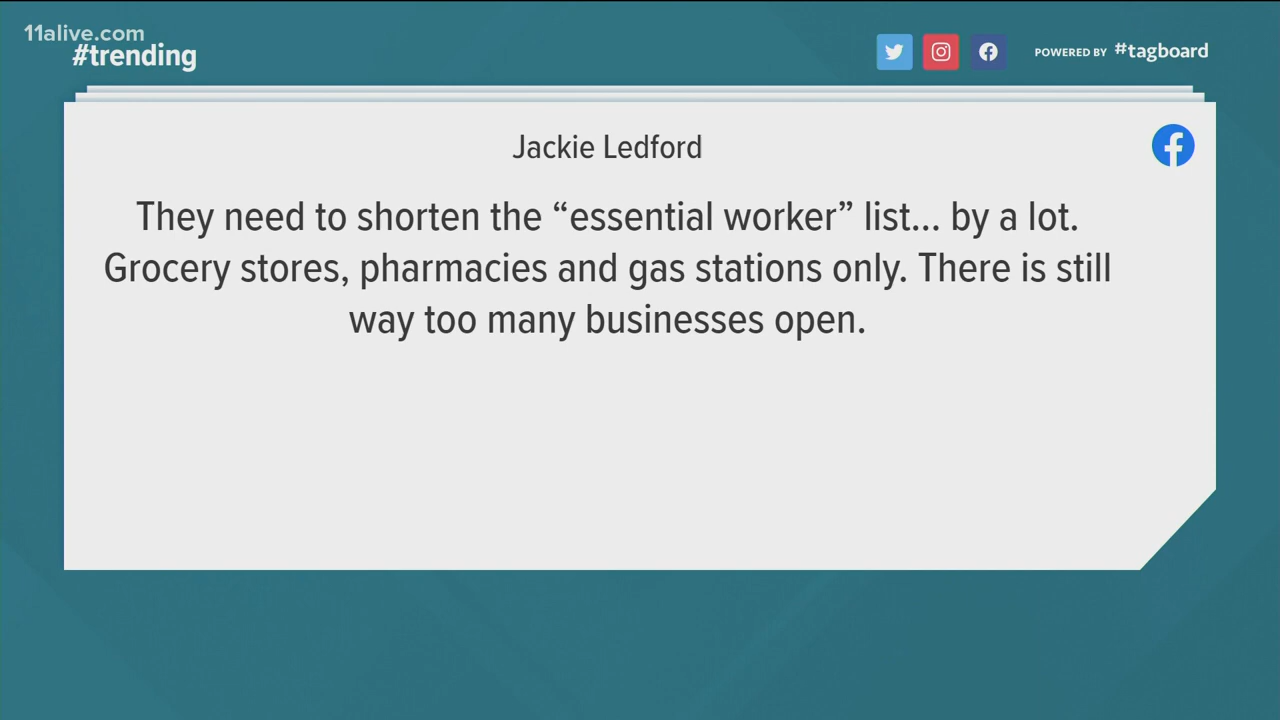 11alive.com
#trending
POWERED BY #tagboard
Jackie Ledford
They need to shorten the “essential worker” list... by a lot.
Grocery stores, pharmacies and gas stations only. There is still
way too many businesses open.